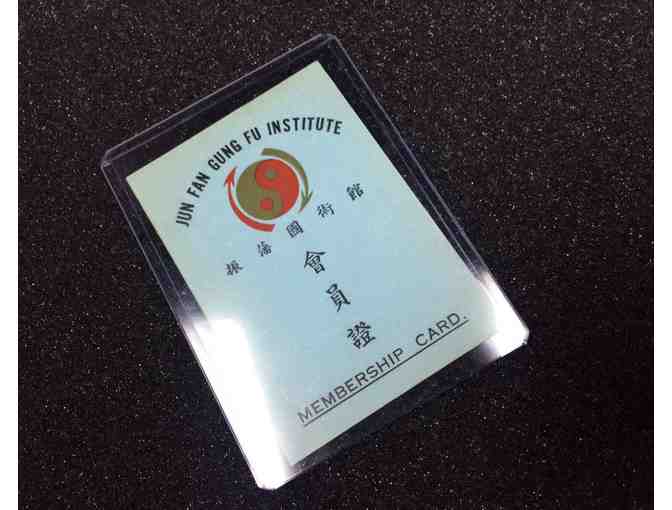 JUN FAN GUNG FU INSTITUTE
振藩國術館
會員證
MEMBERSHIP CARD.